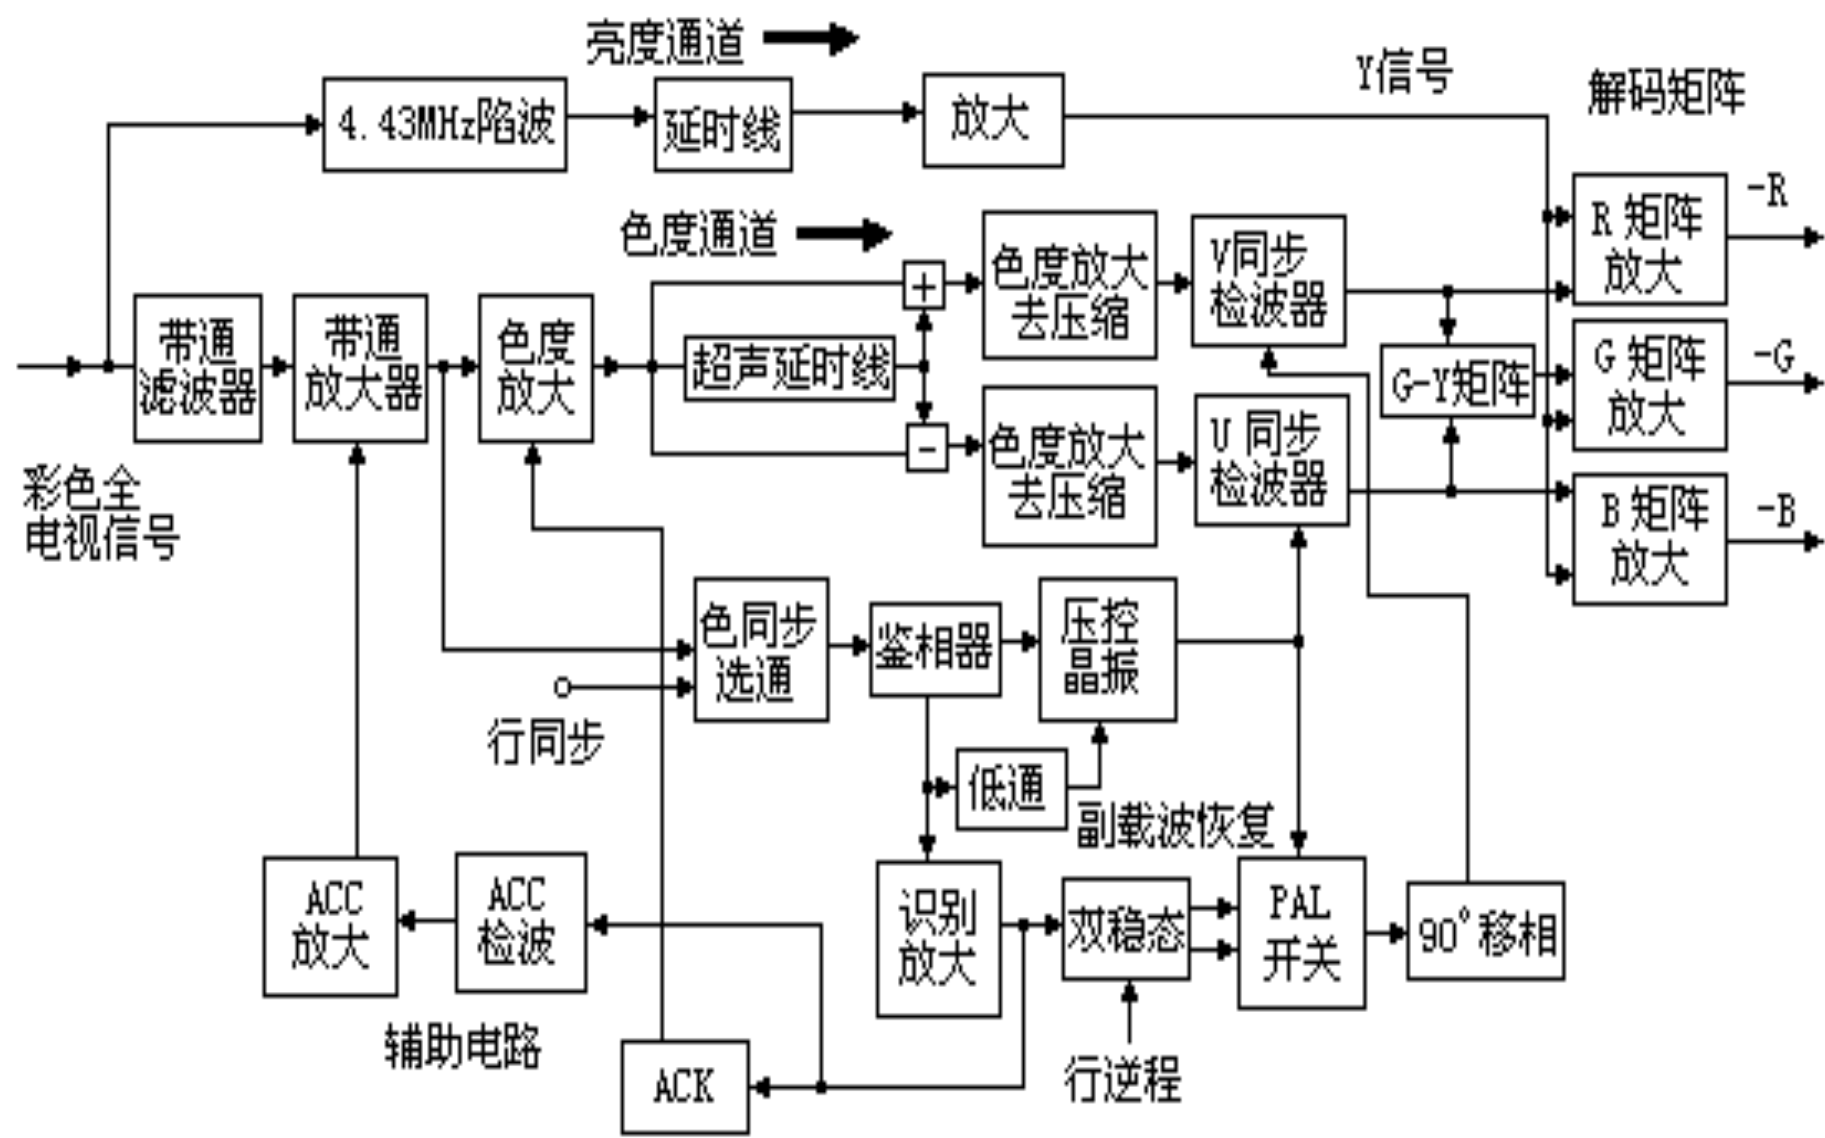 亮度通道
Y信号
解码矩阵
4.43MHz陷波
延时线
放大
-R
R 矩阵
放大
色度通道
色度放大
去压缩
V同步
检波器
+
带通
滤波器
带通
放大器
色度
放大
超声延时线
G-Y矩阵
G 矩阵
放大
-G
-
色度放大
去压缩
U 同步
检波器
彩色全
电视信号
B 矩阵
放大
-B
色同步
选通
鉴相器
压控
晶振
行同步
低通
副载波恢复
ACC
放大
ACC
检波
识别
放大
双稳态
PAL
开关
90°移相
辅助电路
ACK
行逆程